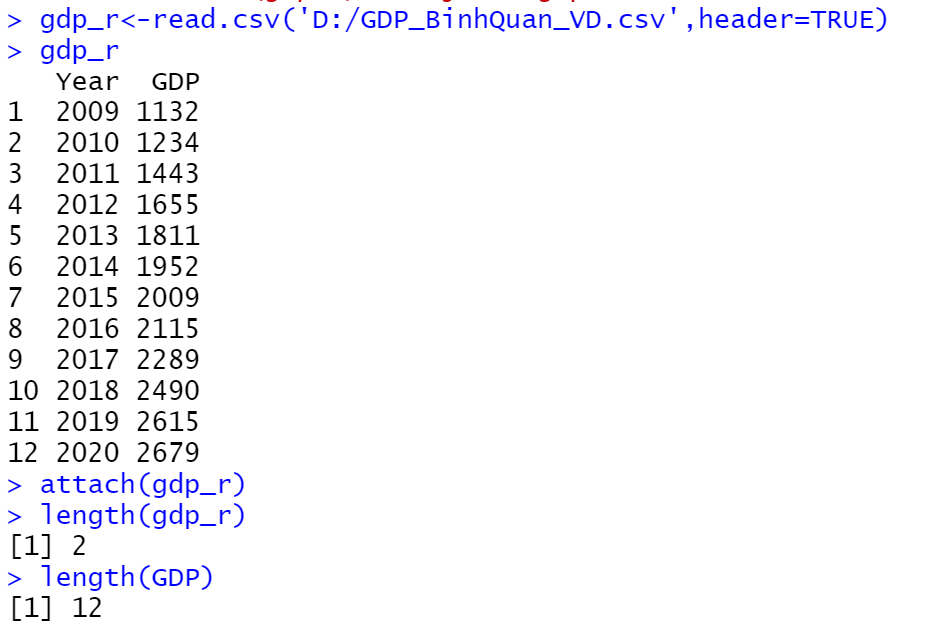 > gdp_r<-read.csv('D:/GDP_BinhQuan_VD.csv',header=TRUE)
> gdp_r
   Year  GDP
1  2009 1132
2  2010 1234
3  2011 1443
4  2012 1655
5  2013 1811
6  2014 1952
7  2015 2009
8  2016 2115
9  2017 2289
10 2018 2490
11 2019 2615
12 2020 2679
> attach(gdp_r)
> length(gdp_r)
[1] 2
> length(GDP)
[1] 12